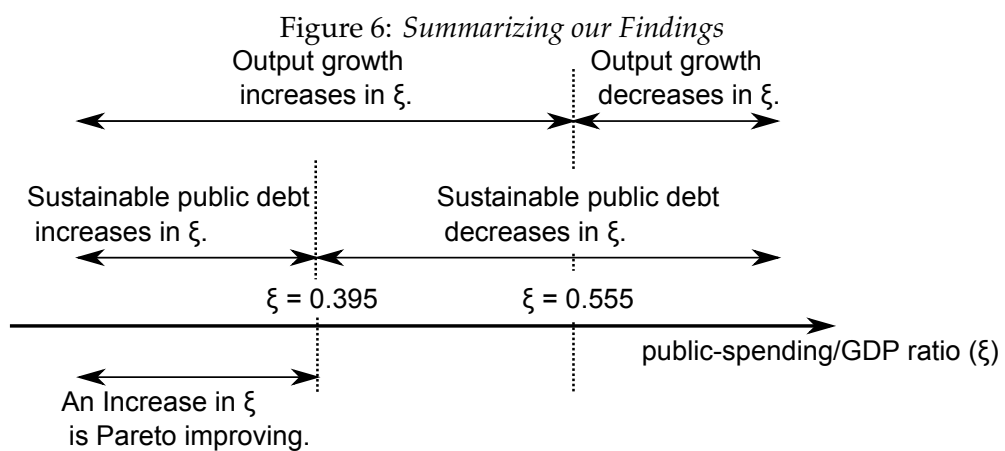 Figure 6: Summarizing our Findings
Output growth
increases in ξ.
Output growth
decreases in ξ.
Sustainable public debt
increases in ξ.
Sustainable public debt
decreases in ξ.
ξ = 0.395
ξ = 0.555
public-spending/GDP ratio (ξ)
An Increase in ξ
is Pareto improving.